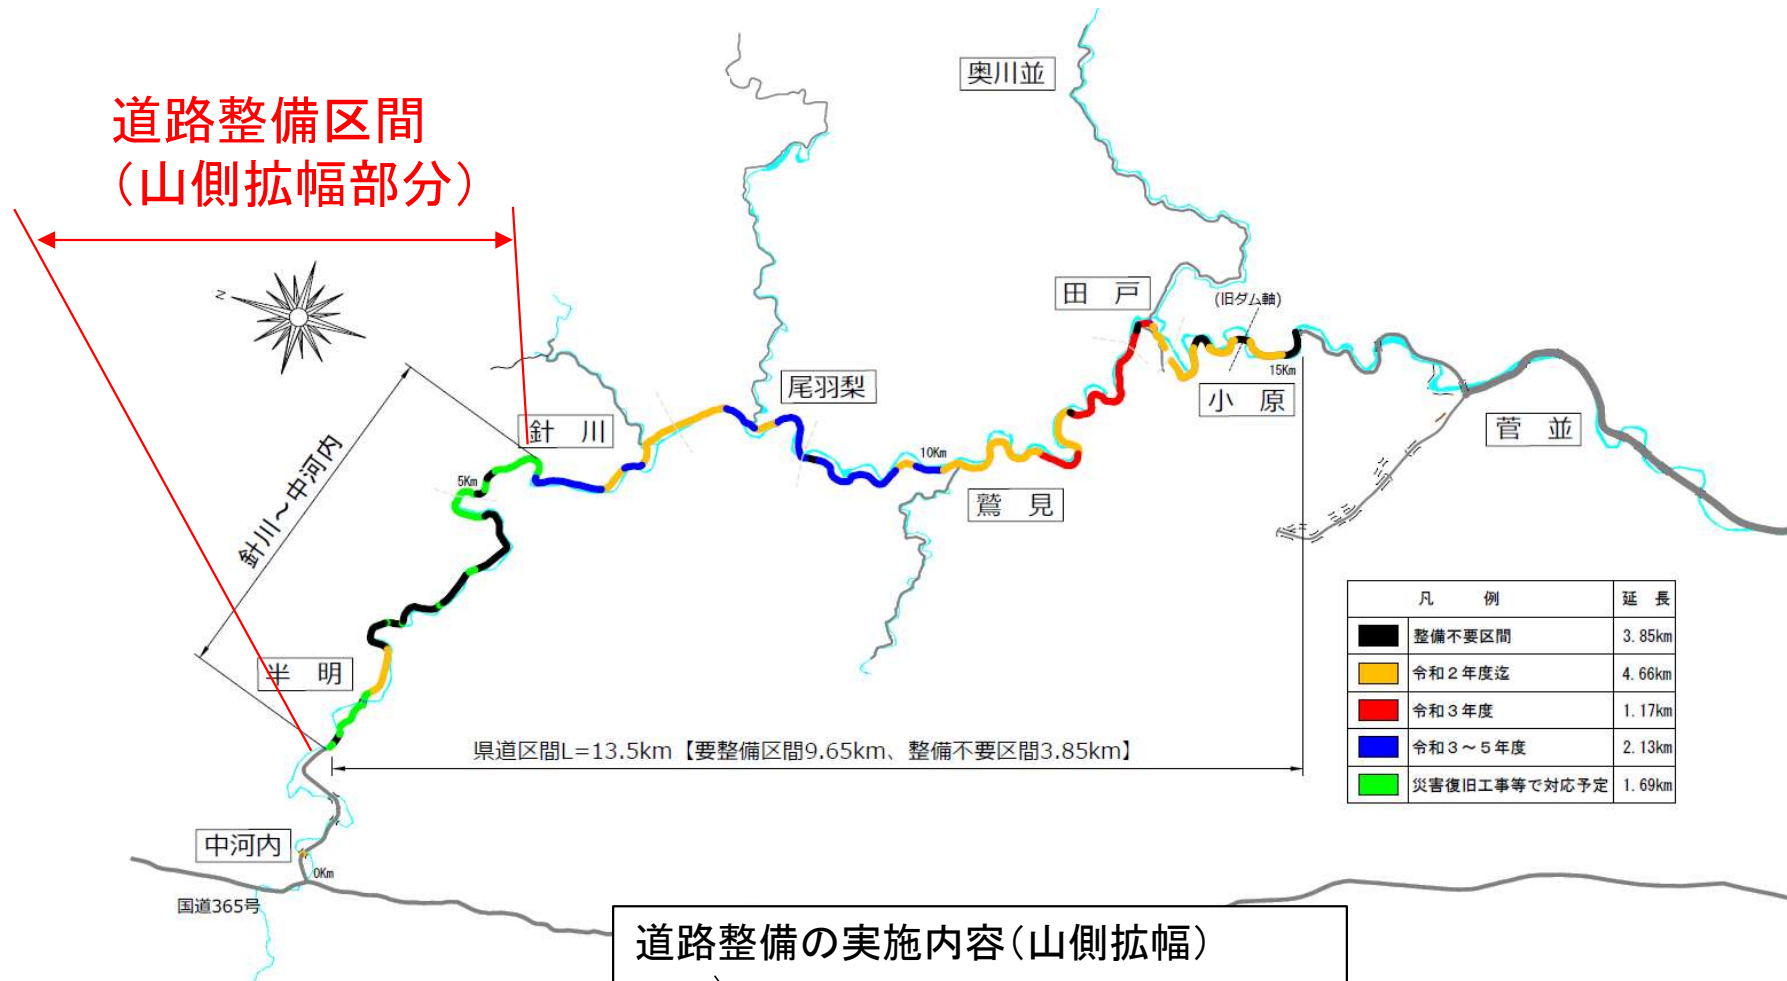 道路整備区間
（山側拡幅部分）
奥川並
N
田　戸
(旧ダム軸)
15Km
小　原
尾羽梨
針　川
菅　並
10Km
鷲　見
5Km
針川～中河内
半　明
県道区間L=13.5km【要整備区間9.65km、整備不要区間3.85km】
凡　例　延　長
整備不要区間　3.85km
令和２年度迄　4.66km
令和３年度　1.17km
令和３～５年度　2.13km
災害復旧工事等で対応予定　1.69km
中河内
0Km
国道365号
道路整備の実施内容（山側拡幅）